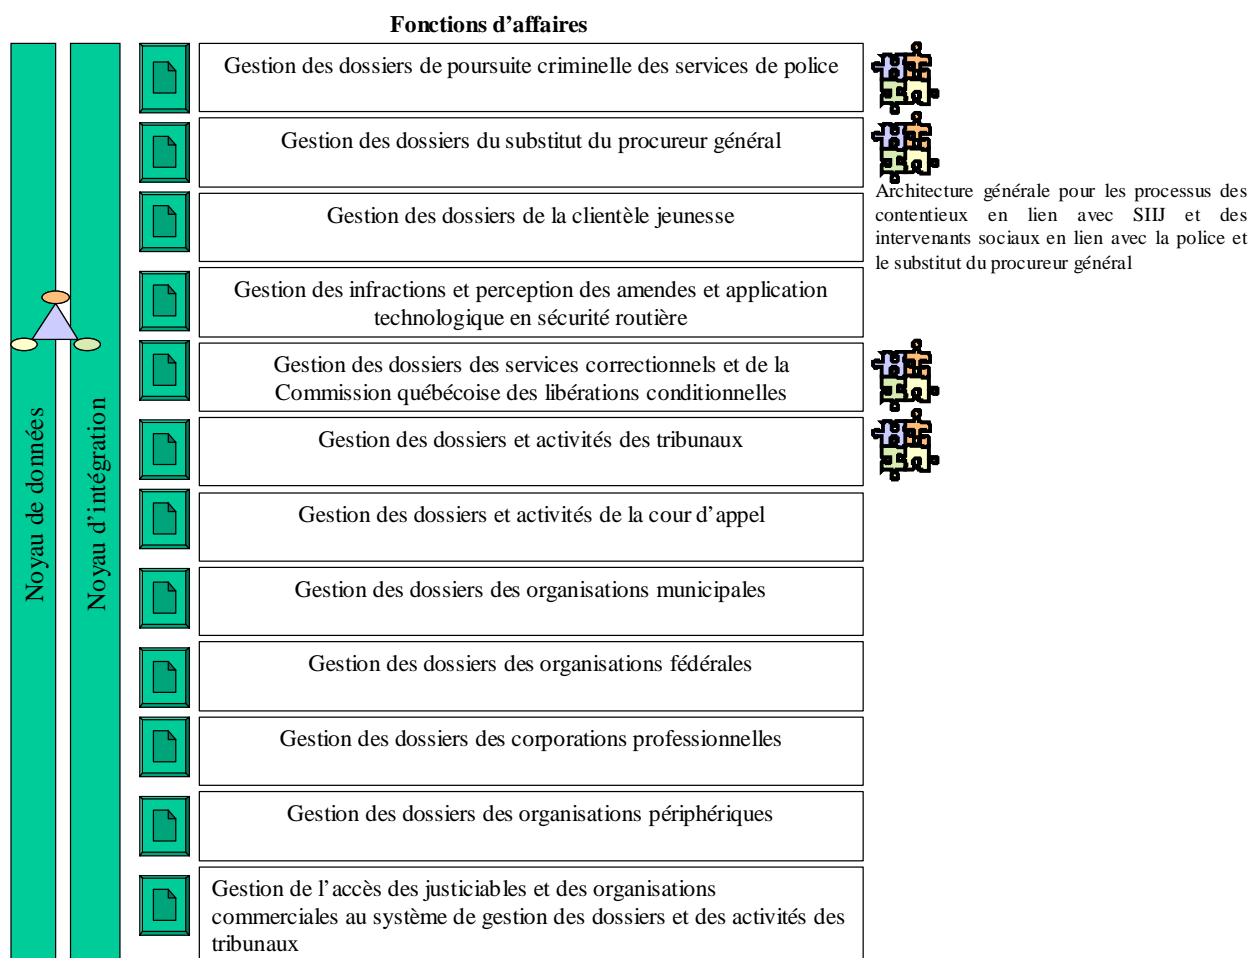 Fonctions d'affaires
Gestion des dossiers de poursuite criminelle des services de police
Gestion des dossiers du substitut du procureur général
Gestion des dossiers de la clientèle jeunesse
Architecture générale pour les processus des
contentieux en lien avec SIIJ et des
intervenants sociaux en lien avec la police et
le substitut du procureur général
Gestion des infractions et perception des amendes et application
technologique en sécurité routière
Gestion des dossiers des services correctionnels et de la
Commission québécoise des libérations conditionnelles
Gestion des dossiers et activités des tribunaux
Gestion des dossiers et activités de la cour d'appel
Gestion des dossiers des organisations municipales
Gestion des dossiers des organisations fédérales
Gestion des dossiers des corporations professionnelles
Gestion des dossiers des organisations périphériques
Gestion de l'accès des justiciables et des organisations
commerciales au système de gestion des dossiers et des activités des
tribunaux
Noyau de données
Noyau d'intégration